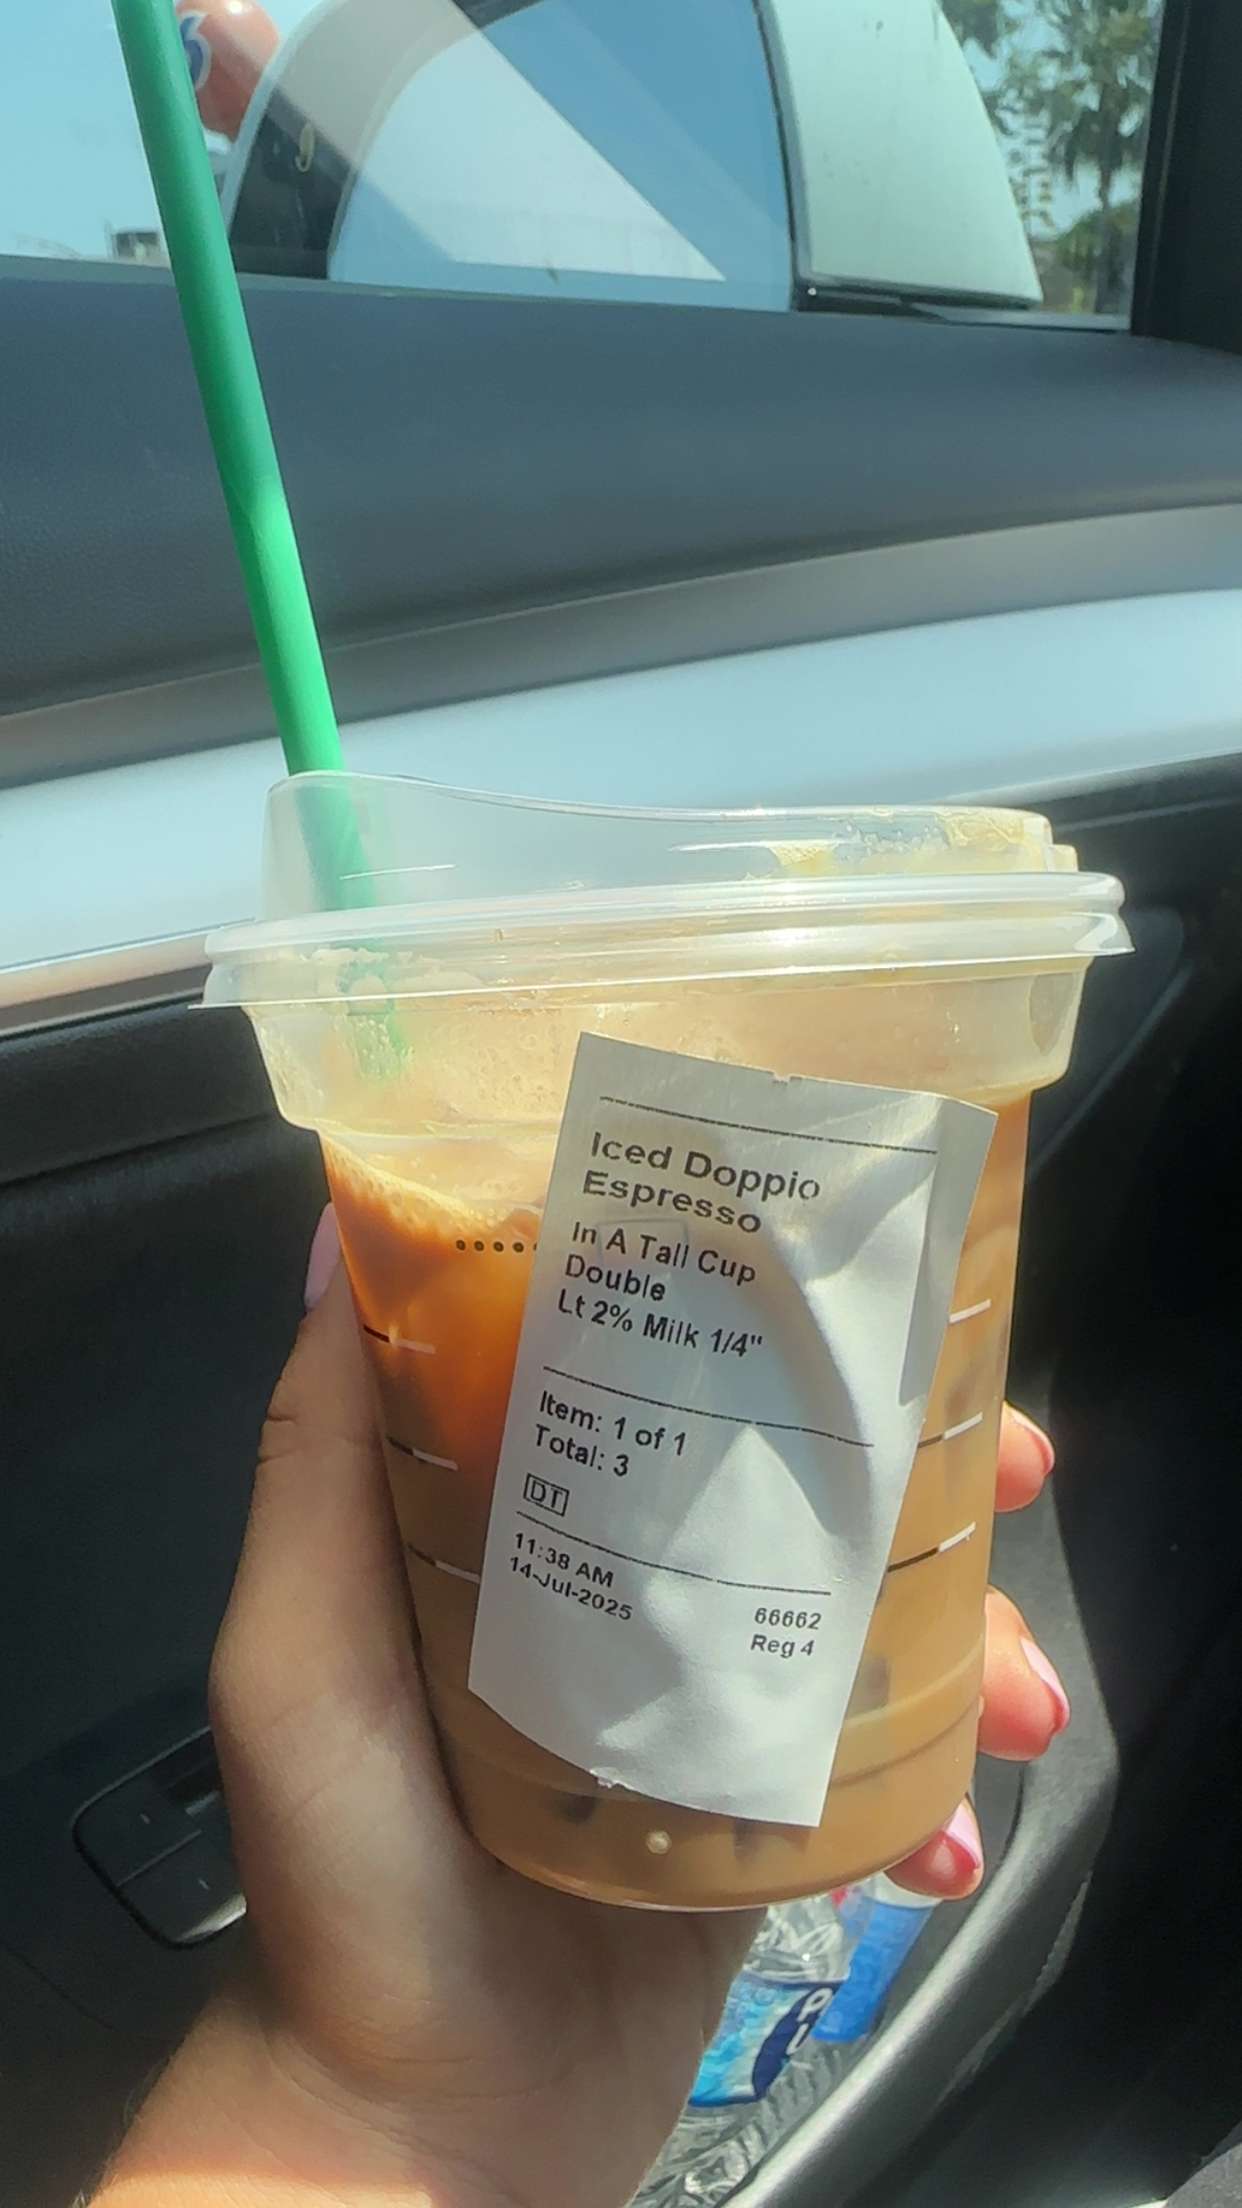 Iced Doppio
Espresso
In A Tall Cup
Double
Lt 2% Milk 1/4"
Item: 1 of 1
Total: 3
DT
11:38 AM
14-Jul-2025
66662
Reg 4